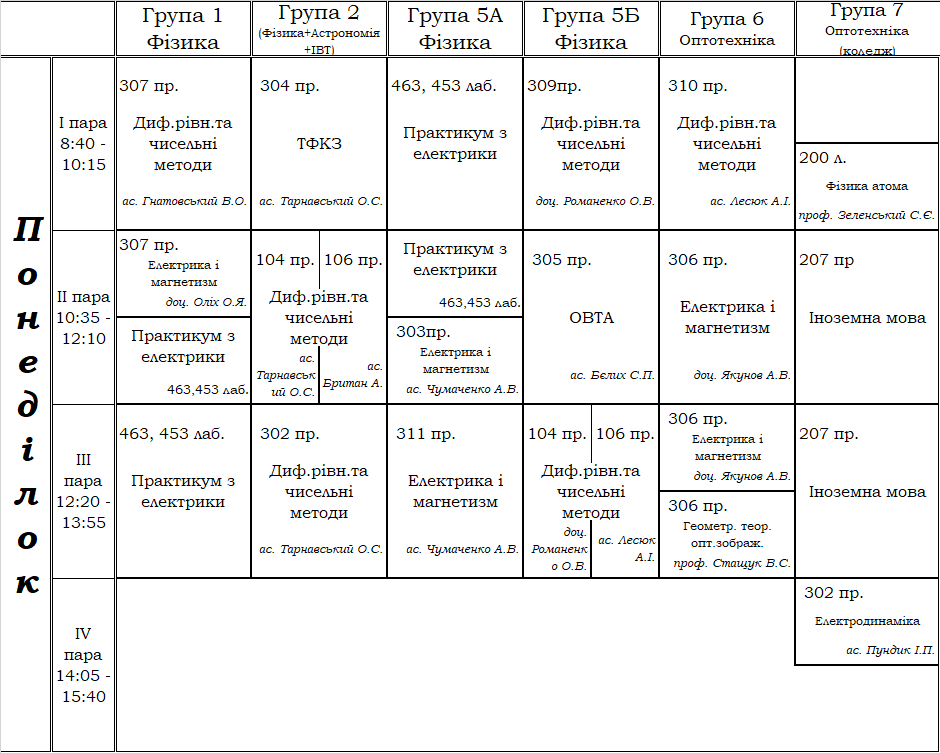 Група 1
Фізика
Група 2
(Фізика+Астрономія
+ІВТ)
Група 5А
Фізика
Група 5Б
Фізика
Група 6
Оптотехніка
Група 7
Оптотехніка
(коледж)
Понеділок
І пара
8:40 -
10:15
307 пр.
Диф.рівн.та
чисельні
методи
ас. Гнатовський В.О.
304 пр.
ТФКЗ
ас. Тарнавський О.С.
463, 453 лаб.
Практикум з
електрики
309пр.
Диф.рівн.та
чисельні
методи
доц. Романенко О.В.
310 пр.
Диф.рівн.та
чисельні
методи
ас. Лесюк А.І.
200 л.
Фізика атома
проф. Зеленський С.Є.
ІІ пара
10:35 -
12:10
307 пр.
Електрика і
магнетизм
доц. Оліх О.Я.
Практикум з
електрики
463,453 лаб.
104 пр.
106 пр.
Диф.рівн.та
чисельні
методи
ас.
Тарнавськ
ий О.С.
ас.
Британ А.
Практикум з
електрики
463,453 лаб.
303пр.
Електрика і
магнетизм
ас. Чумаченко А.В.
305 пр.
ОВТА
ас. Бєлих С.П.
306 пр.
Електрика і
магнетизм
доц. Якунов А.В.
207 пр
Іноземна мова
ІІІ
пара
12:20 -
13:55
463, 453 лаб.
Практикум з
електрики
302 пр.
Диф.рівн.та
чисельні
методи
ас. Тарнавський О.С.
311 пр.
Електрика і
магнетизм
ас. Чумаченко А.В.
104 пр.
106 пр.
Диф.рівн.та
чисельні
методи
доц.
Романенк
о О.В.
ас. Лесюк
А.І.
306 пр.
Електрика і
магнетизм
доц. Якунов А.В.
306 пр.
Геометр. теор.
опт.зображ.
проф. Стащук В.С.
207 пр.
Іноземна мова
IV
пара
14:05 -
15:40
302 пр.
Електродинаміка
ас. Пундик І.П.